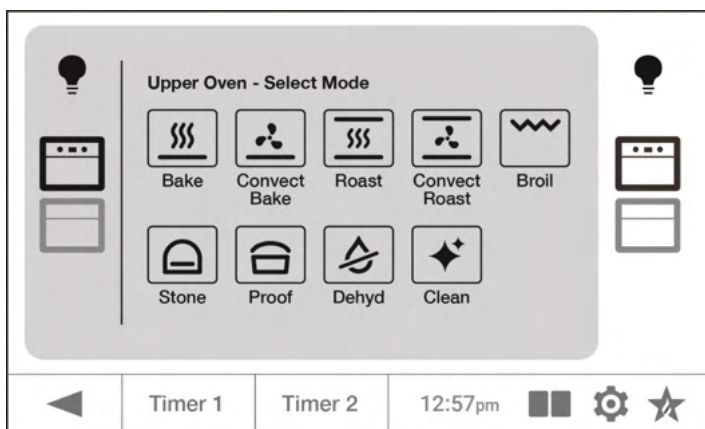 Upper Oven - Select Mode
Bake
Convect
Bake
Roast
Convect
Roast
Broil
Stone
Proof
Dehyd
Clean
Timer 1
Timer 2
12:57pm